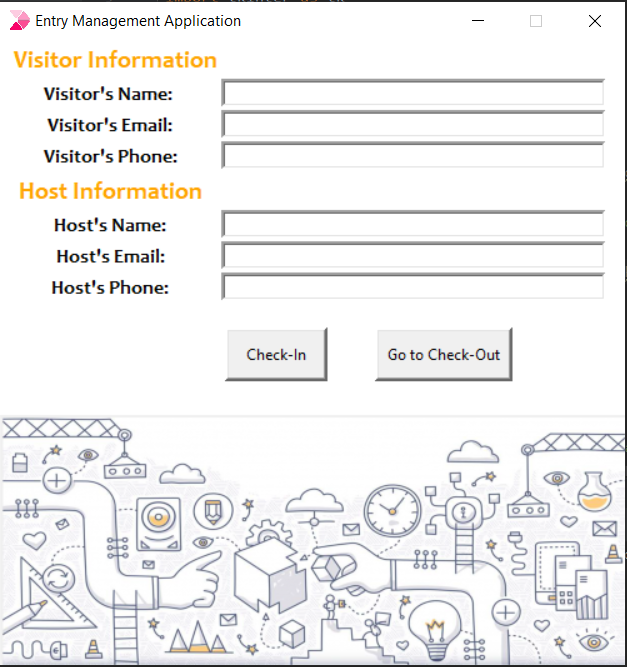 Entry Management Application
Visitor Information
Visitor's Name:
Visitor's Email:
Visitor's Phone:
Host Information
Host's Name:
Host's Email:
Host's Phone:
Check-In
Go to Check-Out